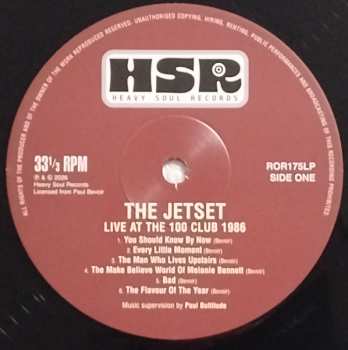 ALL RIGHTS OF THE PRODUCER AND OF THE OWNER OF THE WORK REPRODUCED RESERVED. UNAUTHORISED COPYING, HIRING, RENTING, PUBLIC PERFORMANCES AND BROADCASTING OF THIS RECORDING PROHIBITED
HSR
HEAVY SOUL RECORDS
33⅓ RPM
℗ & © 2026
Heavy Soul Records
Licensed from Paul Bevoir
ROR175LP
SIDE ONE
THE JETSET
LIVE AT THE 100 CLUB 1986
1. You Should Know By Now (Bevoir)
2. Every Little Moment (Bevoir)
3. The Man Who Lives Upstairs (Bevoir)
4. The Make Believe World Of Melanie Bennett (Bevoir)
5. Bad (Bevoir)
6. The Flavour Of The Year (Bevoir)
Music supervision by Paul Bultitude